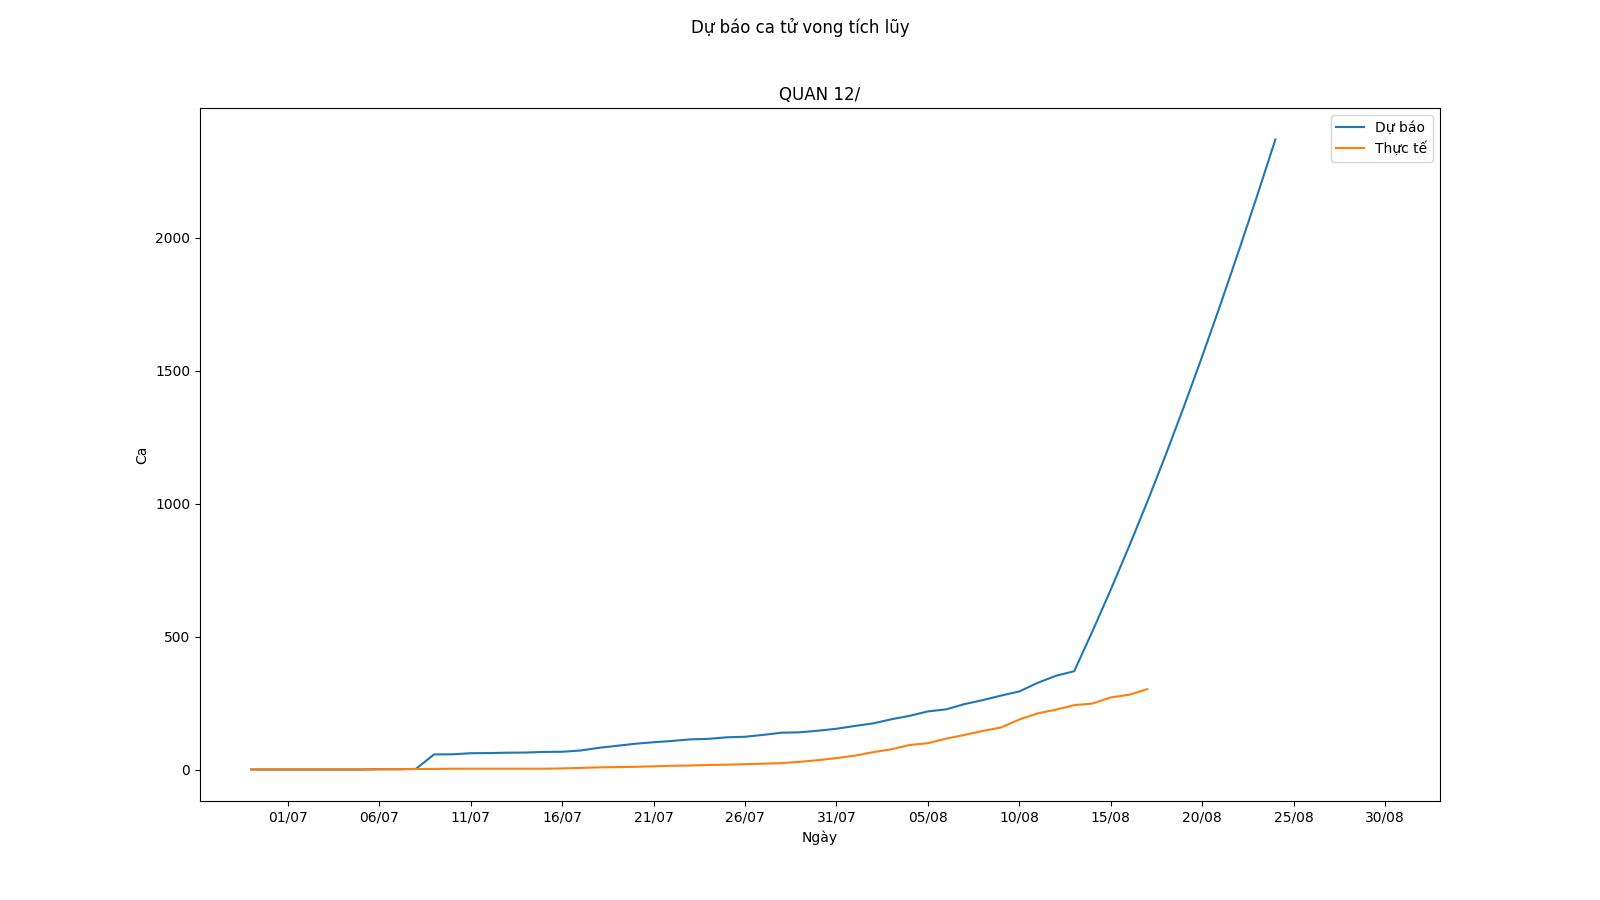 Dự báo ca tử vong tích lũy
QUAN 12/
Dự báo
Thực tế
2000
1500
1000
500
0
Ca
01/07 06/07 11/07 16/07 21/07 26/07 31/07 05/08 10/08 15/08 20/08 25/08 30/08
Ngày